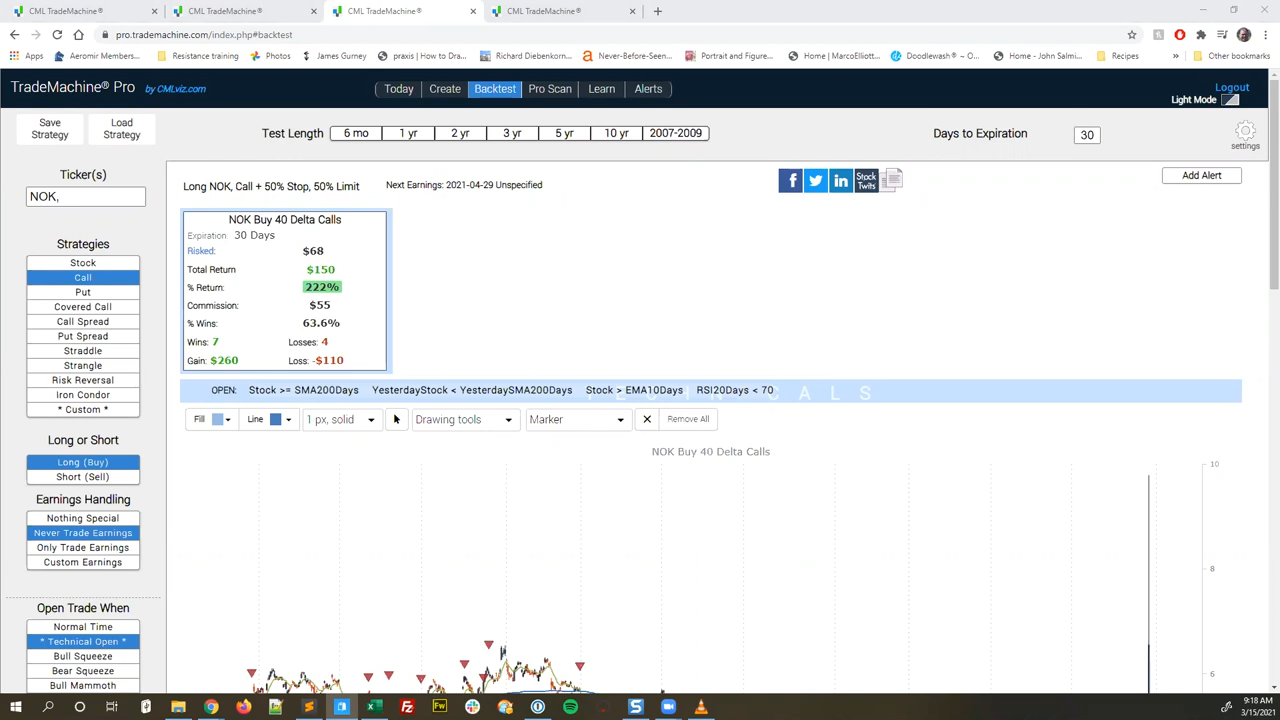 CML TradeMachine®
CML TradeMachine®
CML TradeMachine®
CML TradeMachine®
pro.trademachine.com/index.php#backtest
Apps Aeromir Members... Resistance training Photos James Gurney praxis | How to Dra... Richard Diebenkorn... Never-Before-Seen... Portrait and Figure... Home | MarcoElliott... Doodlewash® ~ O... Home - John Salmi... Recipes » Other bookmarks
TradeMachine® Pro by CMLviz.com
Today Create Backtest Pro Scan Learn Alerts
Logout
Light Mode
Save Strategy
Load Strategy
Test Length 6 mo 1 yr 2 yr 3 yr 5 yr 10 yr 2007-2009
Days to Expiration 30
settings
Ticker(s)
NOK,
Strategies
Stock
Call
Put
Covered Call
Call Spread
Put Spread
Straddle
Strangle
Risk Reversal
Iron Condor
* Custom *
Long or Short
Long (Buy)
Short (Sell)
Earnings Handling
Nothing Special
Never Trade Earnings
Only Trade Earnings
Custom Earnings
Open Trade When
Normal Time
* Technical Open *
Bull Squeeze
Bear Squeeze
Bull Mammoth
Long NOK, Call + 50% Stop, 50% Limit
Next Earnings: 2021-04-29 Unspecified
Stock Twits
Add Alert
NOK Buy 40 Delta Calls
Expiration: 30 Days
Risked: $68
Total Return $150
% Return: 222%
Commission: $55
% Wins: 63.6%
Wins: 7 Losses: 4
Gain: $260 Loss: -$110
OPEN: Stock >= SMA200Days YesterdayStock < YesterdaySMA200Days Stock > EMA10Days RSI20Days < 70
Fill Line 1 px, solid Drawing tools Marker Remove All
NOK Buy 40 Delta Calls
10
8
6
9:18 AM
3/15/2021